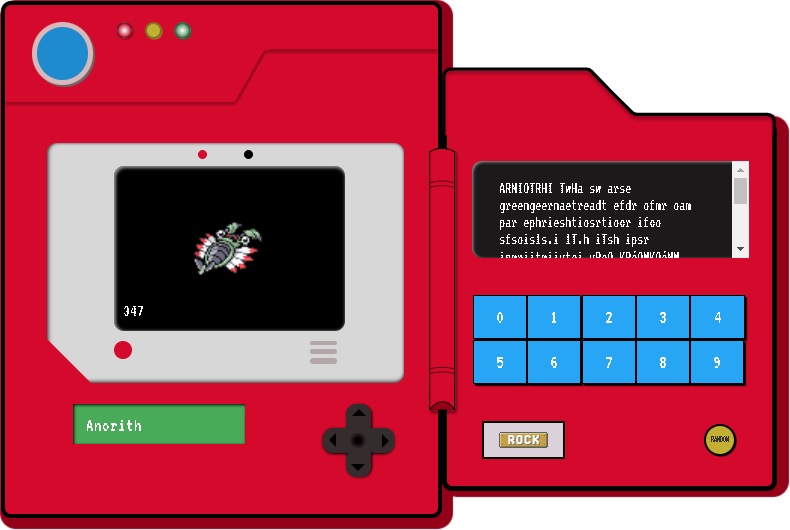 ARNIOTRHI TwHa sw arse
greengeernaetreadt efdr ofmr oam
par ephrieshtiosrtioor ifoo
sfsoisls.i lT.h iTsh ipsr
347
0 1 2 3 4
5 6 7 8 9
Anorith
ROCK
RANDOM